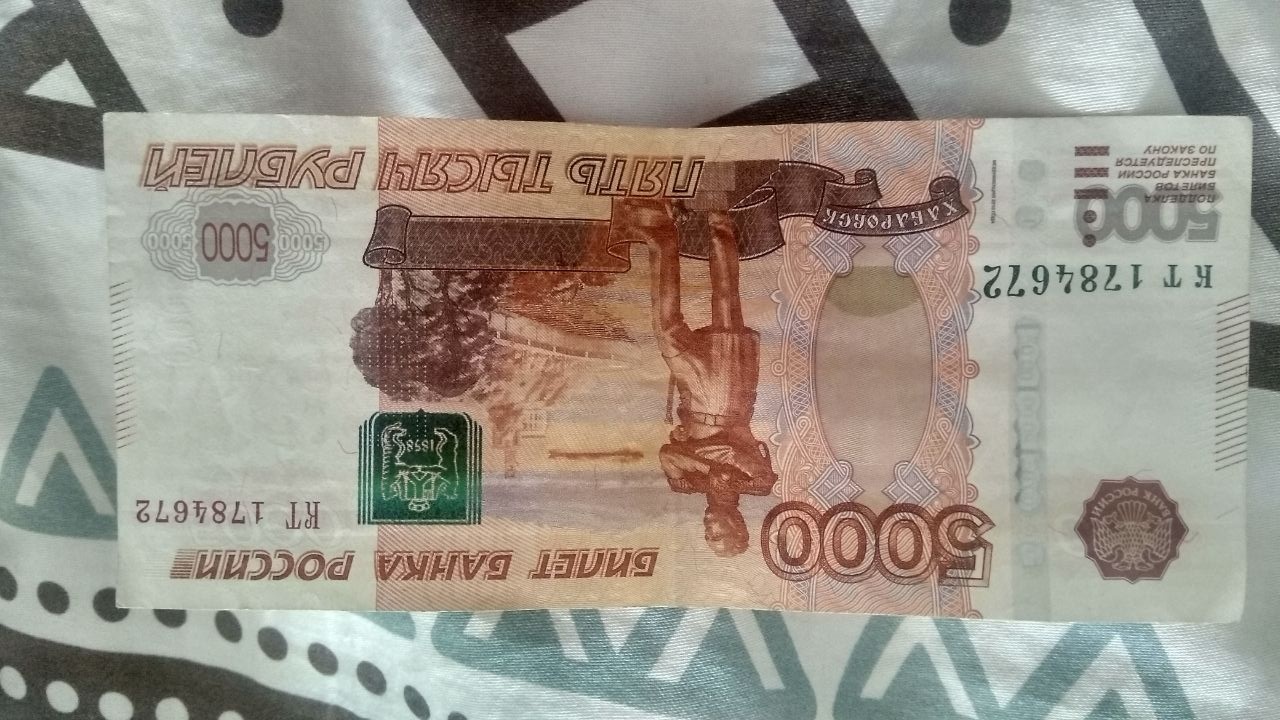 БИЛЕТ БАНКА РОССИИ
5000
БАНК РОССИИ
КТ 1784672
1858
КТ 1784672
5000
ХАБАРОВСК
5000 5000 5000
ПОДДЕЛКА
БИЛЕТОВ
БАНКА РОССИИ
ПРЕСЛЕДУЕТСЯ
ПО ЗАКОНУ
ПЯТЬ ТЫСЯЧ РУБЛЕЙ